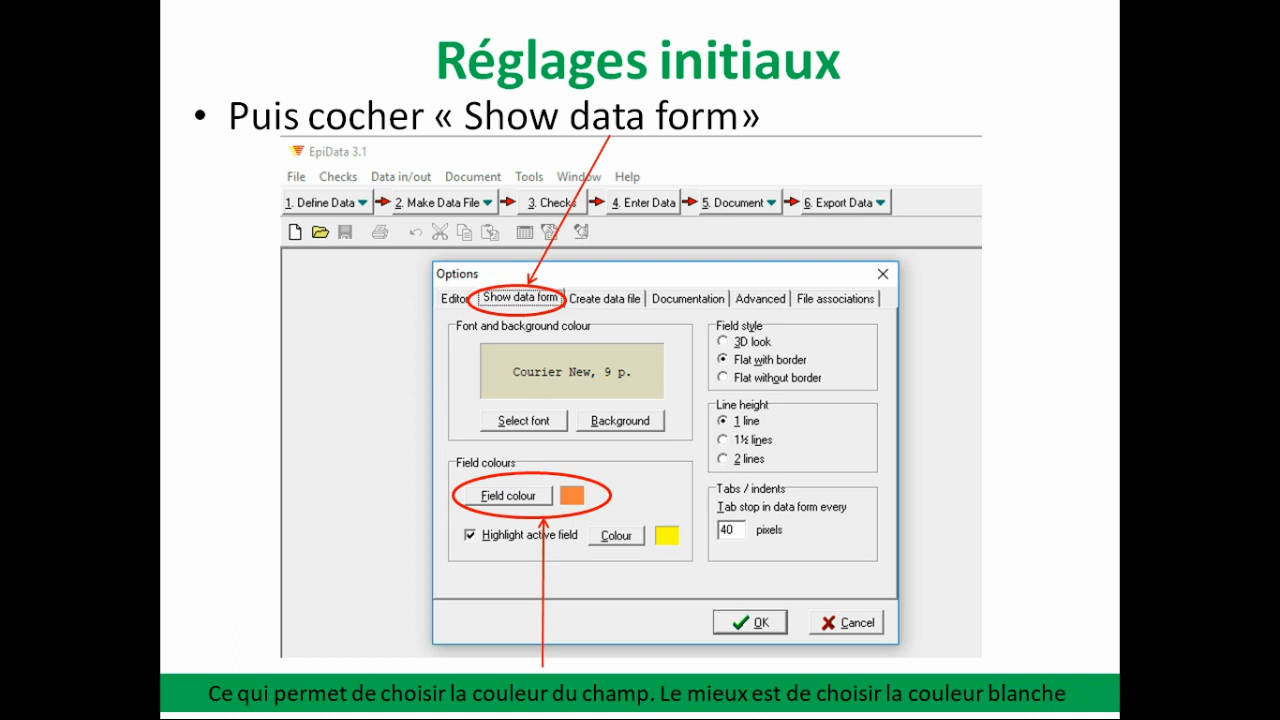 Réglages initiaux
• Puis cocher « Show data form»
EpiData 3.1
File Checks Data in/out Document Tools Window Help
1. Define Data 2. Make Data File 3. Checks 4. Enter Data 5. Document 6. Export Data
Options
Editor Show data form Create data file Documentation Advanced File associations
Font and background colour
Courier New, 9 p.
Select font Background
Field colours
Field colour
Highlight active field Colour
Field style
3D look
Flat with border
Flat without border
Line height
1 line
1½ lines
2 lines
Tabs / indents
Tab stop in data form every
40 pixels
OK Cancel
Ce qui permet de choisir la couleur du champ. Le mieux est de choisir la couleur blanche